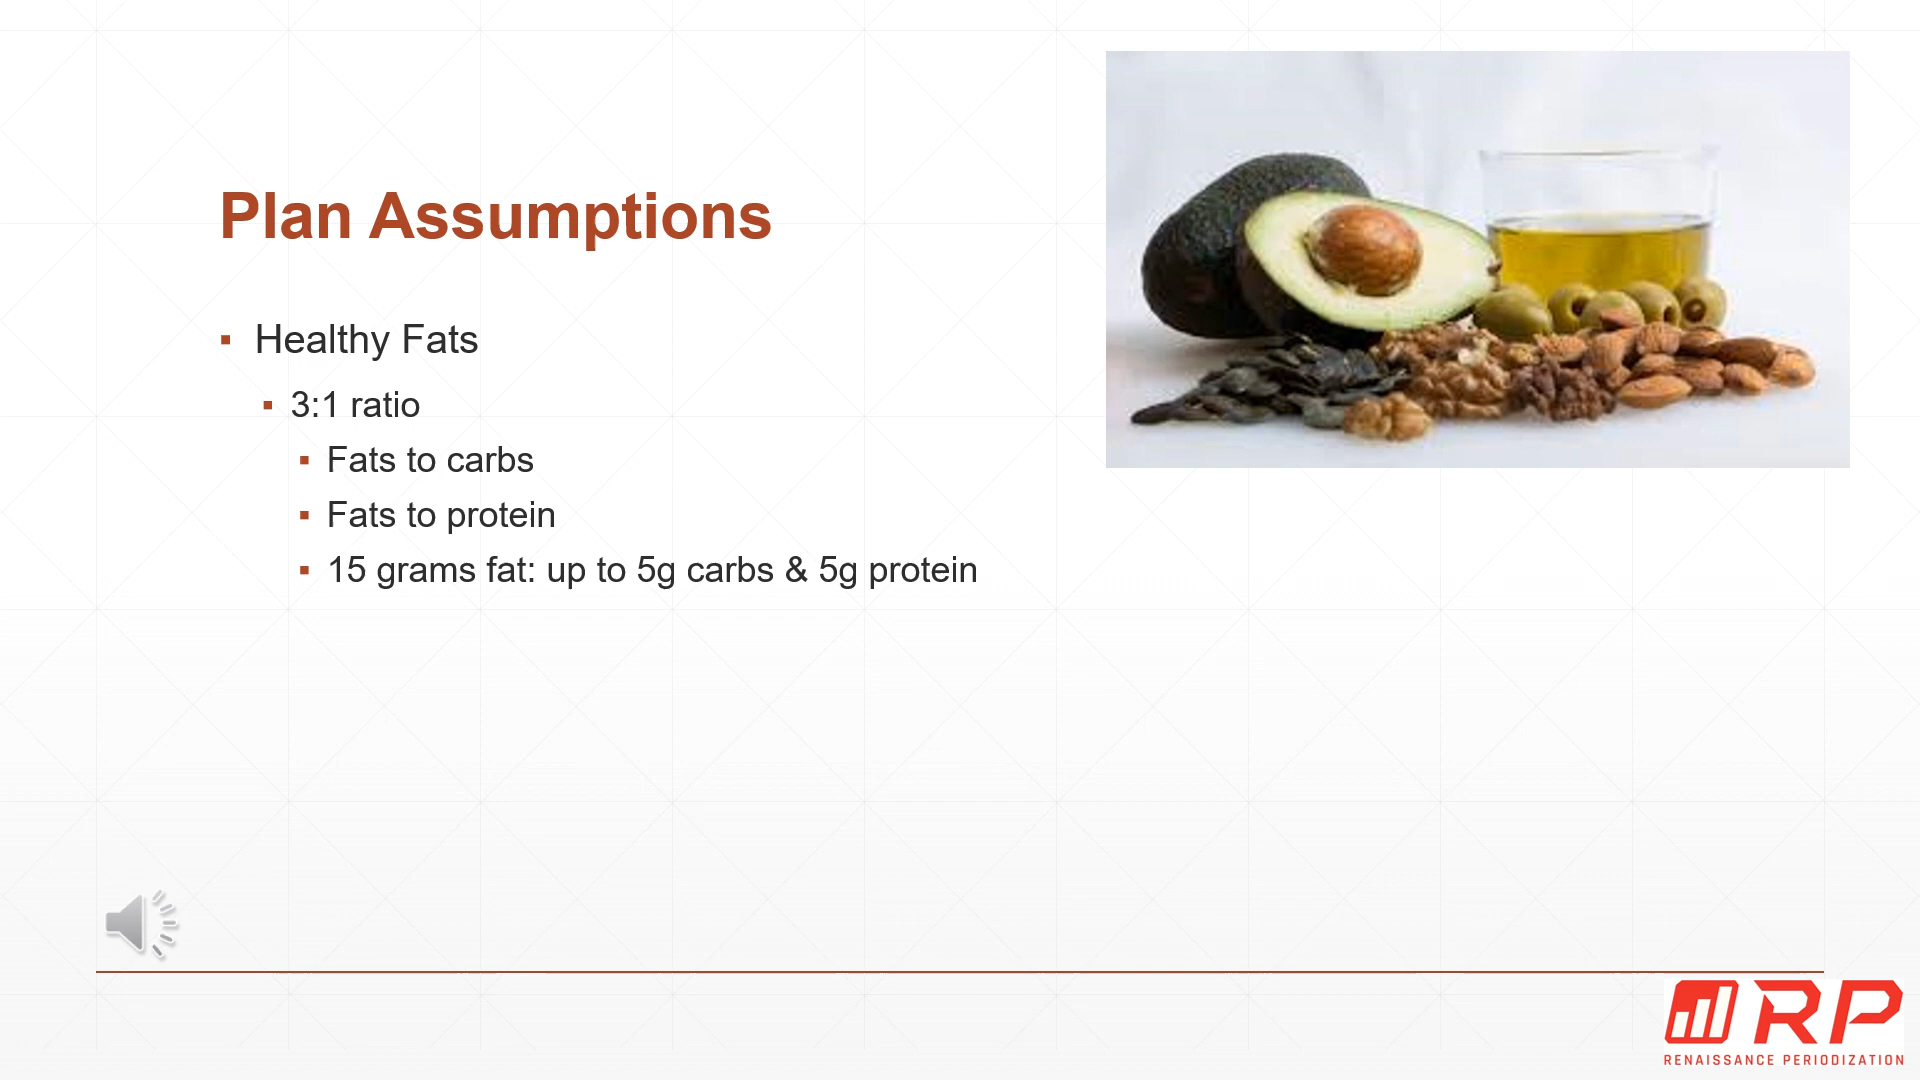 Plan Assumptions
▪ Healthy Fats
▪ 3:1 ratio
▪ Fats to carbs
▪ Fats to protein
▪ 15 grams fat: up to 5g carbs & 5g protein
RP
RENAISSANCE PERIODIZATION